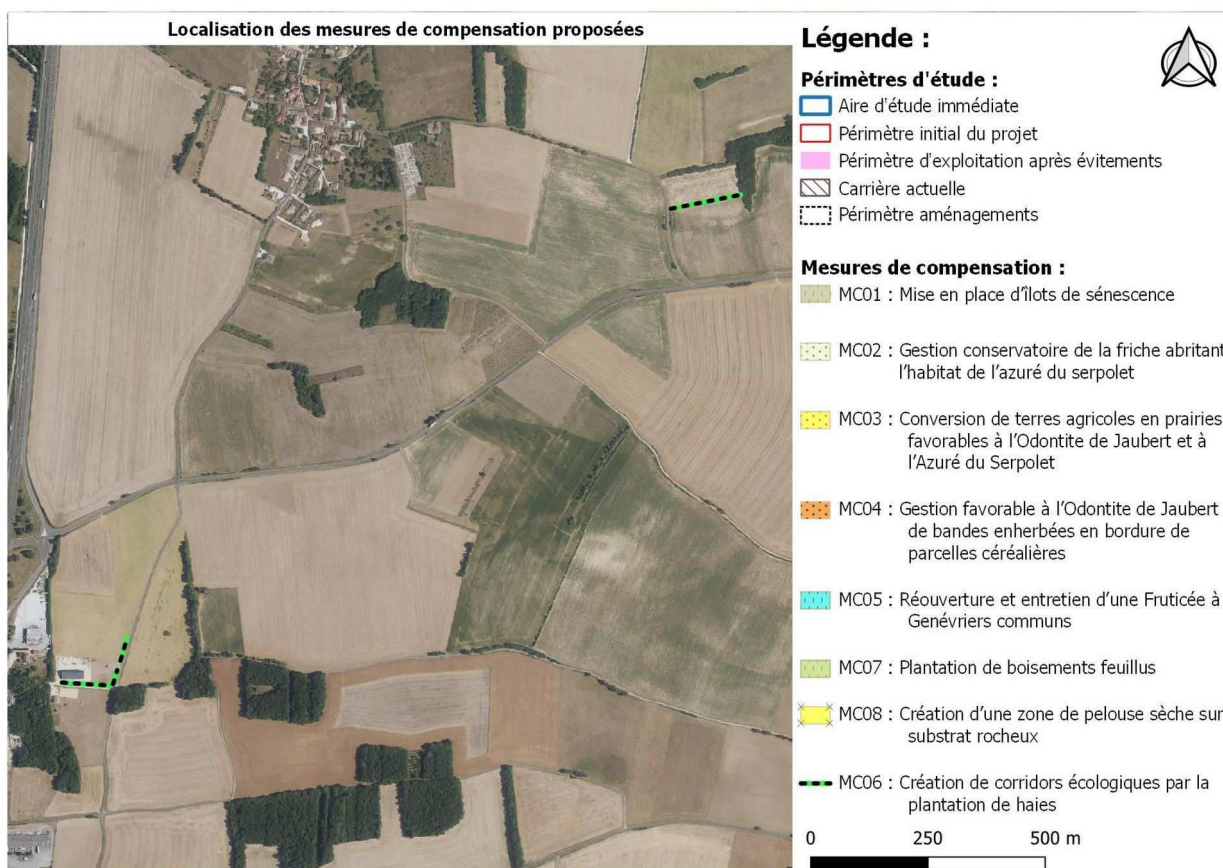 Localisation des mesures de compensation proposées
Légende :
Périmètres d'étude :
Aire d'étude immédiate
Périmètre initial du projet
Périmètre d'exploitation après évitements
Carrière actuelle
Périmètre aménagements
Mesures de compensation :
MC01 : Mise en place d'îlots de sénescence
MC02 : Gestion conservatoire de la friche abritant
l'habitat de l'azuré du serpolet
MC03 : Conversion de terres agricoles en prairies
favorables à l'Odontite de Jaubert et à
l'Azuré du Serpolet
MC04 : Gestion favorable à l'Odontite de Jaubert
de bandes enherbées en bordure de
parcelles céréalières
MC05 : Réouverture et entretien d'une Fruticée à
Genévriers communs
MC07 : Plantation de boisements feuillus
MC08 : Création d'une zone de pelouse sèche sur
substrat rocheux
MC06 : Création de corridors écologiques par la
plantation de haies
0 250 500 m